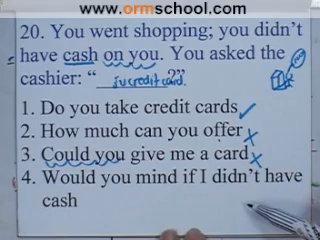 www.ormschool.com
20. You went shopping; you didn't
have cash on you. You asked the
cashier: "____________?"
1. Do you take credit cards
2. How much can you offer
3. Could you give me a card
4. Would you mind if I didn't have
cash